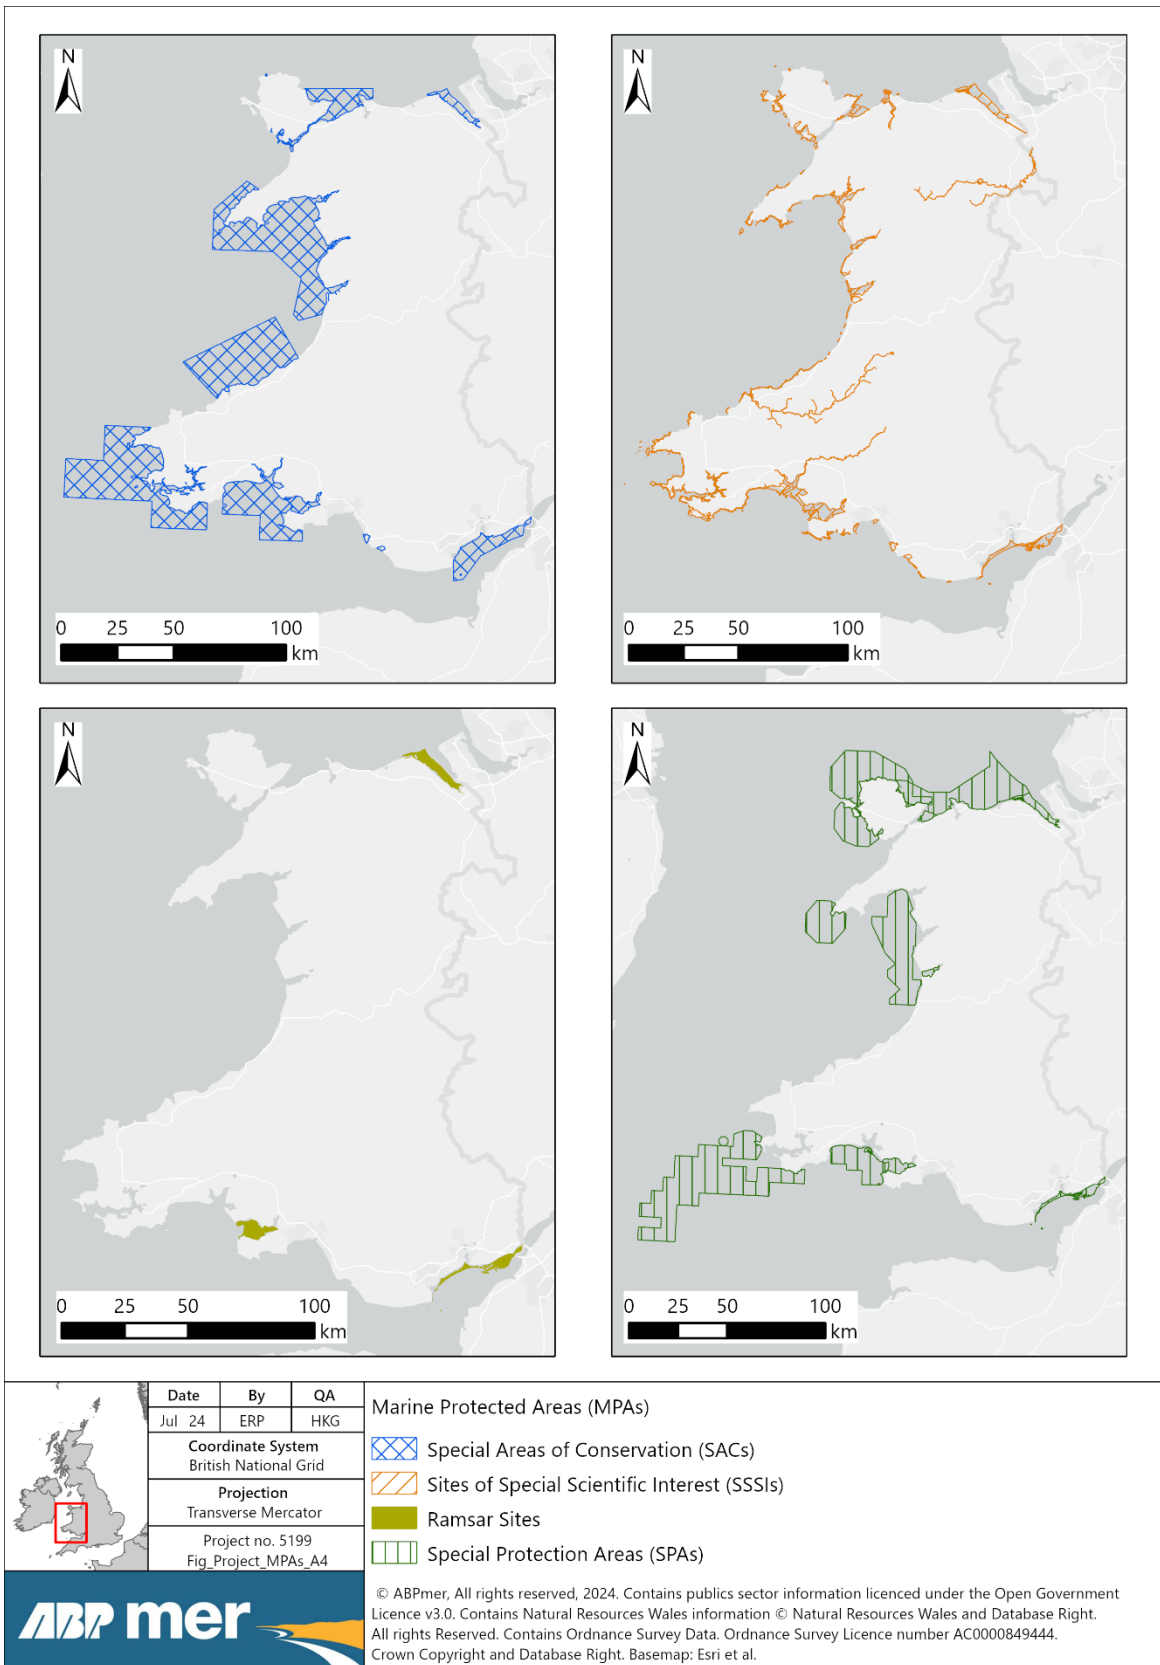 N
0 25 50 100
km
N
0 25 50 100
km
N
0 25 50 100
km
N
0 25 50 100
km
Date By QA
Jul 24 ERP HKG
Coordinate System
British National Grid
Projection
Transverse Mercator
Project no. 5199
Fig_Project_MPAs_A4
ABP mer
Marine Protected Areas (MPAs)
Special Areas of Conservation (SACs)
Sites of Special Scientific Interest (SSSIs)
Ramsar Sites
Special Protection Areas (SPAs)
© ABPmer, All rights reserved, 2024. Contains publics sector information licenced under the Open Government
Licence v3.0. Contains Natural Resources Wales information © Natural Resources Wales and Database Right.
All rights Reserved. Contains Ordnance Survey Data. Ordnance Survey Licence number AC0000849444.
Crown Copyright and Database Right. Basemap: Esri et al.